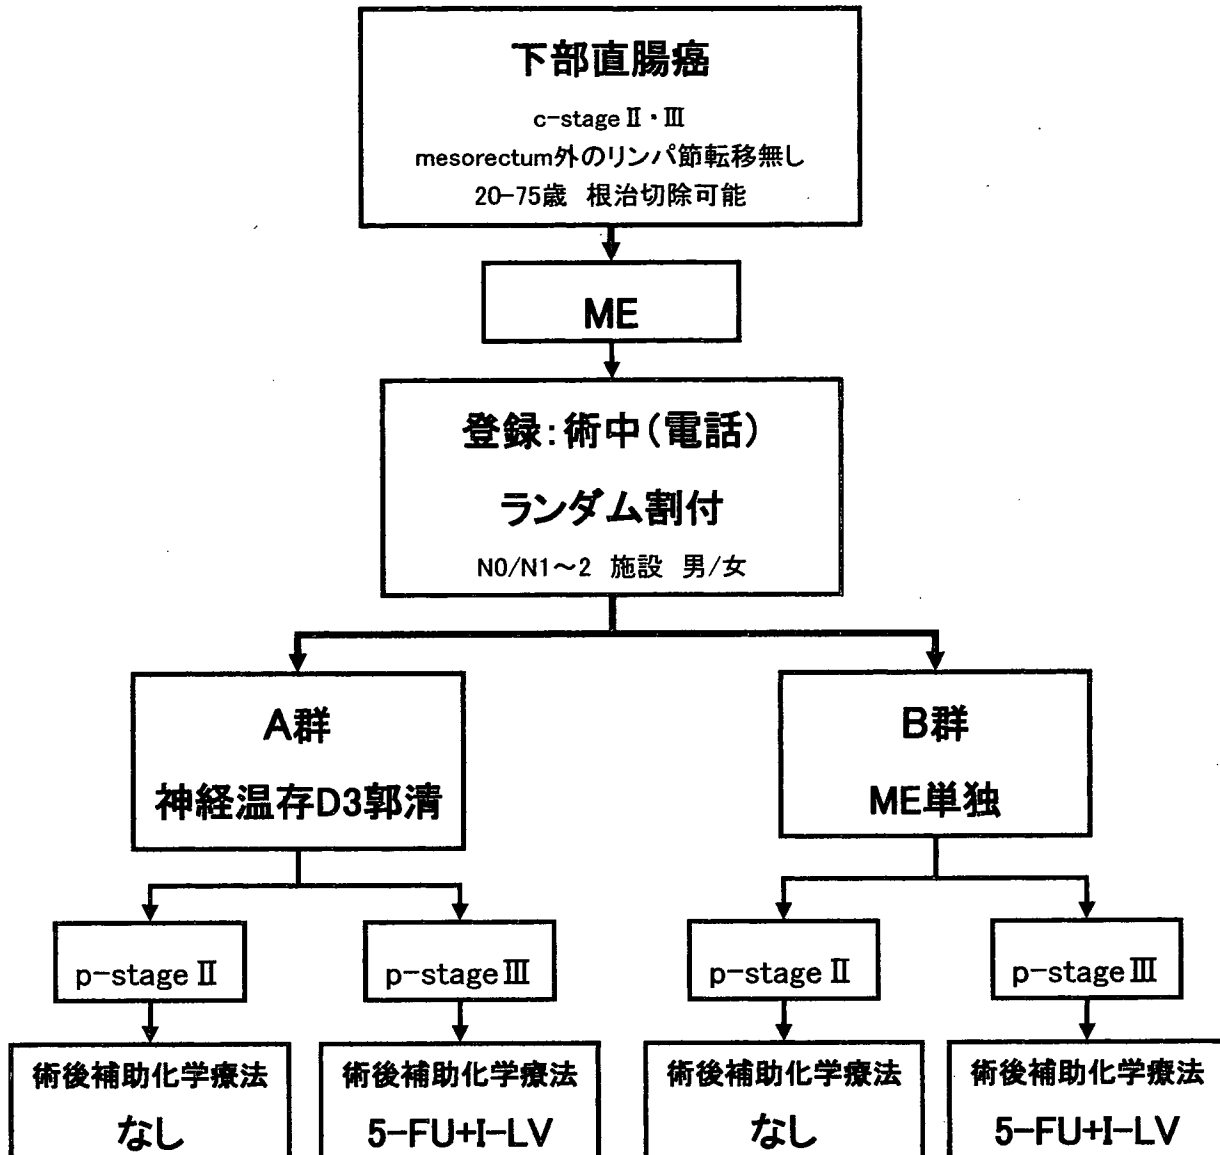 下部直腸癌
c-stage Ⅱ・Ⅲ
mesorectum外のリンパ節転移無し
20-75歳 根治切除可能
ME
登録:術中(電話)
ランダム割付
N0/N1～2 施設 男/女
A群
神経温存D3郭清
B群
ME単独
p-stage Ⅱ
p-stage Ⅲ
p-stage Ⅱ
p-stage Ⅲ
術後補助化学療法
なし
術後補助化学療法
5-FU+I-LV
術後補助化学療法
なし
術後補助化学療法
5-FU+I-LV